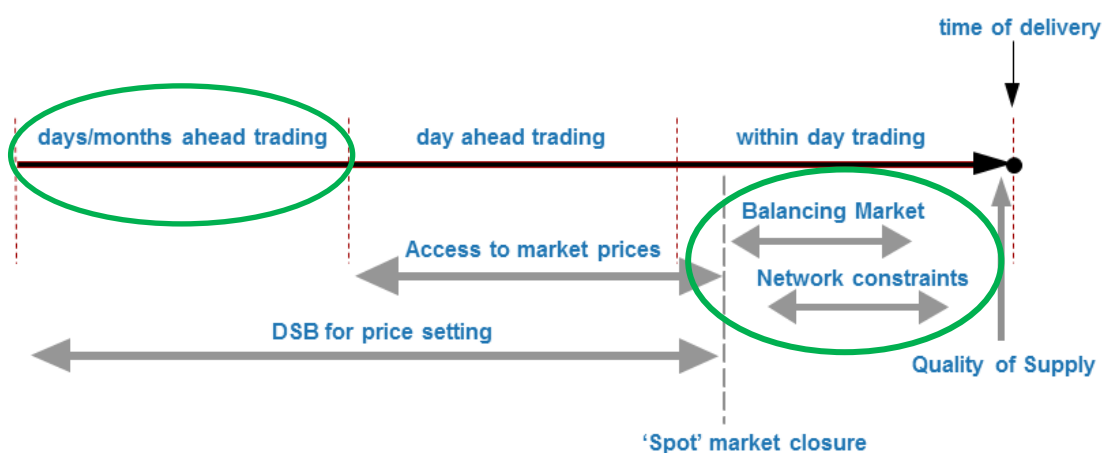 time of delivery
days/months ahead trading
day ahead trading
within day trading
Balancing Market
Access to market prices
Network constraints
DSB for price setting
Quality of Supply
‘Spot’ market closure